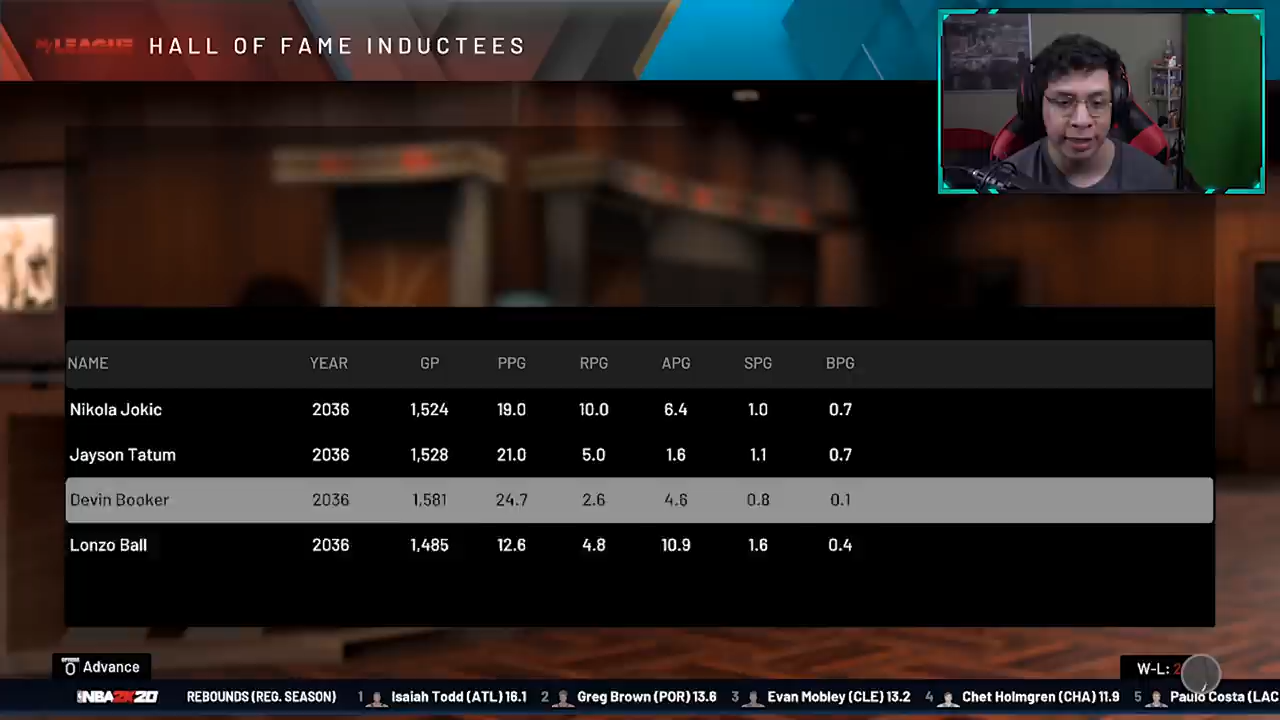 MyLEAGUE HALL OF FAME INDUCTEES
NAME YEAR GP PPG RPG APG SPG BPG
Nikola Jokic 2036 1,524 19.0 10.0 6.4 1.0 0.7
Jayson Tatum 2036 1,528 21.0 5.0 1.6 1.1 0.7
Devin Booker 2036 1,581 24.7 2.6 4.6 0.8 0.1
Lonzo Ball 2036 1,485 12.6 4.8 10.9 1.6 0.4
OPTIONS Advance
W-L: 2
NBA2K20 REBOUNDS (REG. SEASON) 1 Isaiah Todd (ATL) 16.1 2 Greg Brown (POR) 13.6 3 Evan Mobley (CLE) 13.2 4 Chet Holmgren (CHA) 11.9 5 Paulo Costa (LAC